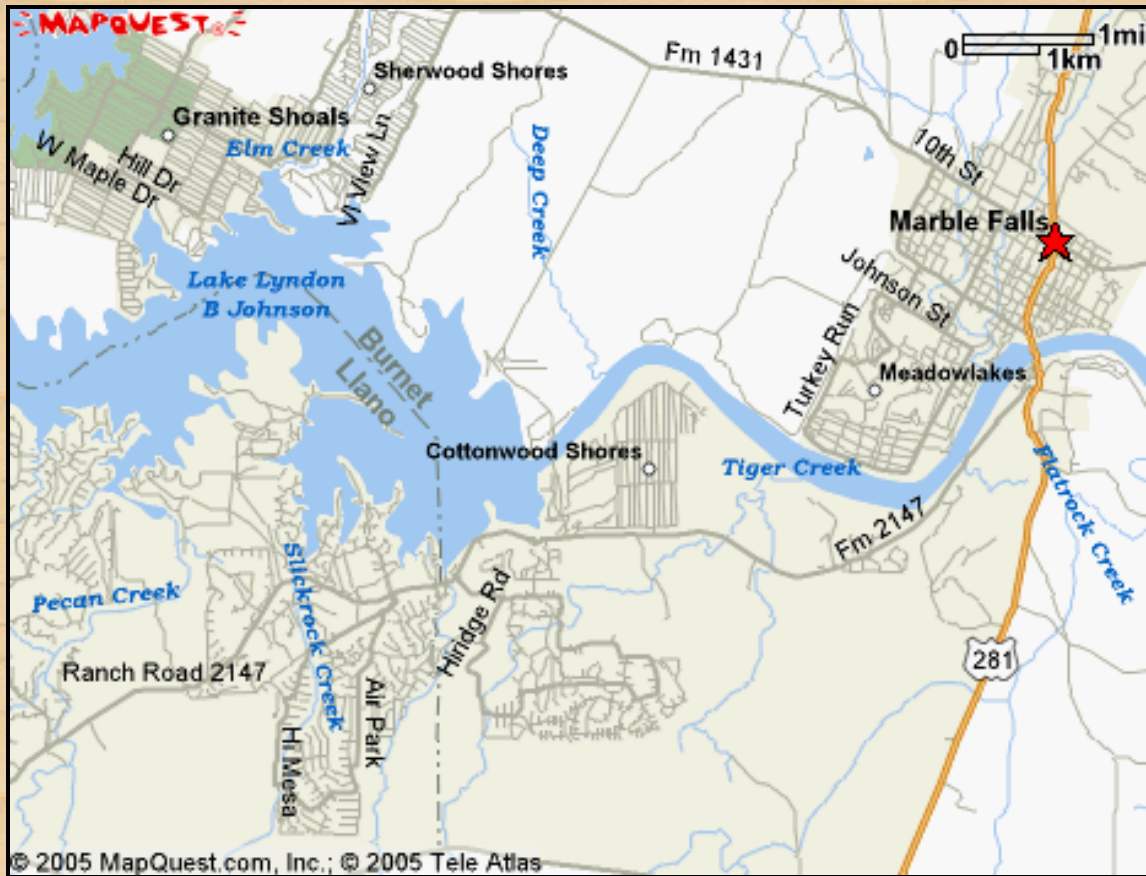 MAPQUEST®
0 1mi
1km
Sherwood Shores
Fm 1431
Granite Shoals
Elm Creek
W Maple Dr
Hill Dr
Vl View Ln
Deep Creek
10th St
Marble Falls
Lake Lyndon
B Johnson
Johnson St
Burnet
Llano
Turkey Run
Meadowlakes
Cottonwood Shores
Tiger Creek
Flatrock Creek
Fm 2147
Slickrock Creek
Pecan Creek
Hiridge Rd
Ranch Road 2147
281
Air Park
Hi Mesa
© 2005 MapQuest.com, Inc.; © 2005 Tele Atlas